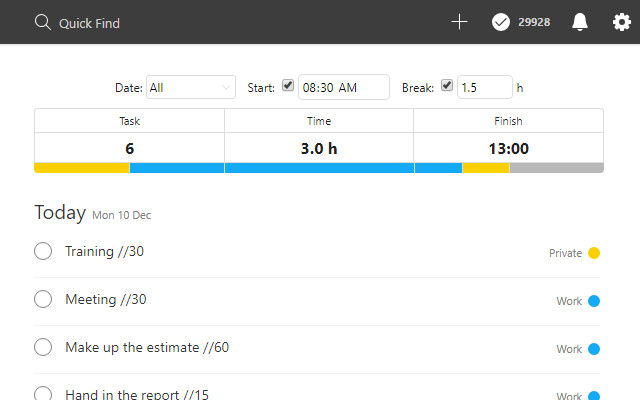 Quick Find 29928
Date: All Start: 08:30 AM Break: 1.5 h
Task Time Finish
6 3.0 h 13:00
Today Mon 10 Dec
Training //30 Private
Meeting //30 Work
Make up the estimate //60 Work
Hand in the report //15 Work